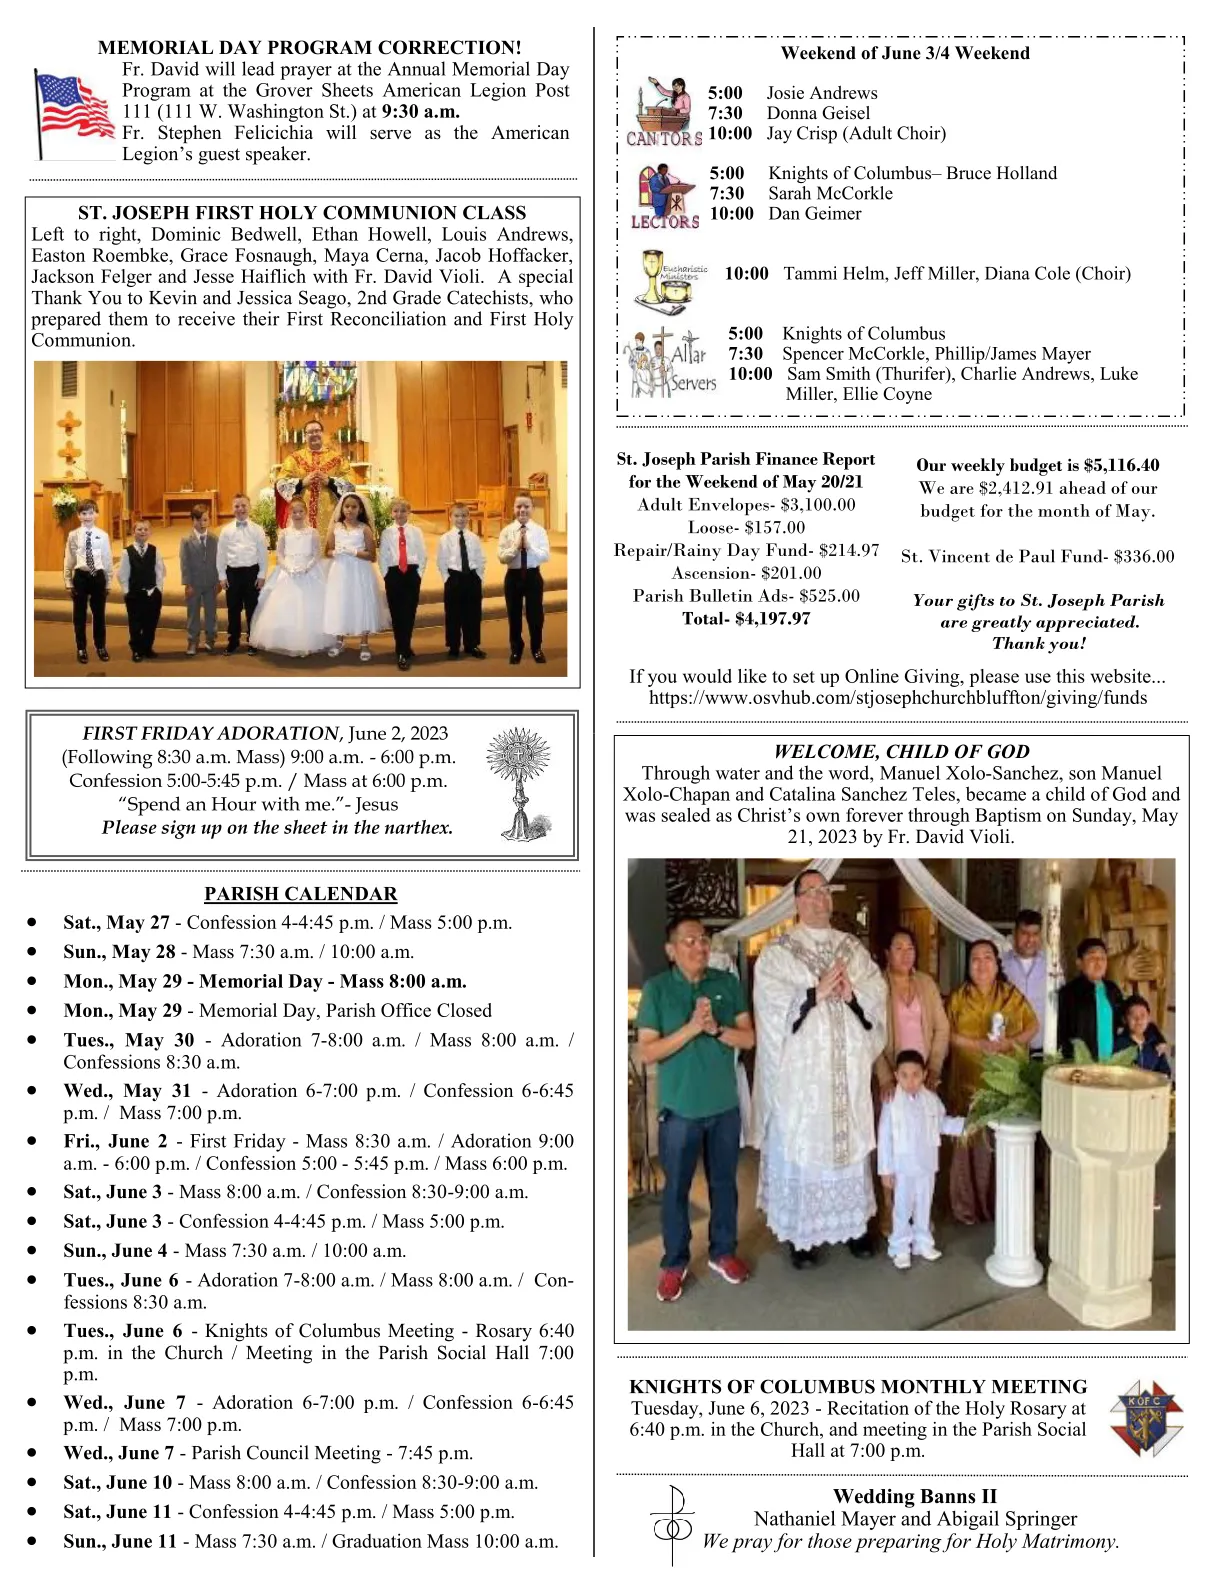 MEMORIAL DAY PROGRAM CORRECTION!
Fr. David will lead prayer at the Annual Memorial Day
Program at the Grover Sheets American Legion Post
111 (111 W. Washington St.) at 9:30 a.m.
Fr. Stephen Felicichia will serve as the American
Legion's guest speaker.
ST. JOSEPH FIRST HOLY COMMUNION CLASS
Left to right, Dominic Bedwell, Ethan Howell, Louis Andrews,
Easton Roembke, Grace Fosnaugh, Maya Cerna, Jacob Hoffacker,
Jackson Felger and Jesse Haiflich with Fr. David Violi. A special
Thank You to Kevin and Jessica Seago, 2nd Grade Catechists, who
prepared them to receive their First Reconciliation and First Holy
Communion.
FIRST FRIDAY ADORATION, June 2, 2023
(Following 8:30 a.m. Mass) 9:00 a.m. - 6:00 p.m.
Confession 5:00-5:45 p.m. / Mass at 6:00 p.m.
“Spend an Hour with me.”- Jesus
Please sign up on the sheet in the narthex.
PARISH CALENDAR
• Sat., May 27 - Confession 4-4:45 p.m. / Mass 5:00 p.m.
• Sun., May 28 - Mass 7:30 a.m. / 10:00 a.m.
• Mon., May 29 - Memorial Day - Mass 8:00 a.m.
• Mon., May 29 - Memorial Day, Parish Office Closed
• Tues., May 30 - Adoration 7-8:00 a.m. / Mass 8:00 a.m. /
Confessions 8:30 a.m.
• Wed., May 31 - Adoration 6-7:00 p.m. / Confession 6-6:45
p.m. / Mass 7:00 p.m.
• Fri., June 2 - First Friday - Mass 8:30 a.m. / Adoration 9:00
a.m. - 6:00 p.m. / Confession 5:00 - 5:45 p.m. / Mass 6:00 p.m.
• Sat., June 3 - Mass 8:00 a.m. / Confession 8:30-9:00 a.m.
• Sat., June 3 - Confession 4-4:45 p.m. / Mass 5:00 p.m.
• Sun., June 4 - Mass 7:30 a.m. / 10:00 a.m.
• Tues., June 6 - Adoration 7-8:00 a.m. / Mass 8:00 a.m. / Con-
fessions 8:30 a.m.
• Tues., June 6 - Knights of Columbus Meeting - Rosary 6:40
p.m. in the Church / Meeting in the Parish Social Hall 7:00
p.m.
• Wed., June 7 - Adoration 6-7:00 p.m. / Confession 6-6:45
p.m. / Mass 7:00 p.m.
• Wed., June 7 - Parish Council Meeting - 7:45 p.m.
• Sat., June 10 - Mass 8:00 a.m. / Confession 8:30-9:00 a.m.
• Sat., June 11 - Confession 4-4:45 p.m. / Mass 5:00 p.m.
• Sun., June 11 - Mass 7:30 a.m. / Graduation Mass 10:00 a.m.
Weekend of June 3/4 Weekend
CANTORS
5:00 Josie Andrews
7:30 Donna Geisel
10:00 Jay Crisp (Adult Choir)
LECTORS
5:00 Knights of Columbus– Bruce Holland
7:30 Sarah McCorkle
10:00 Dan Geimer
Eucharistic
Ministers
10:00 Tammi Helm, Jeff Miller, Diana Cole (Choir)
Altar
Servers
5:00 Knights of Columbus
7:30 Spencer McCorkle, Phillip/James Mayer
10:00 Sam Smith (Thurifer), Charlie Andrews, Luke
Miller, Ellie Coyne
St. Joseph Parish Finance Report
for the Weekend of May 20/21
Adult Envelopes- $3,100.00
Loose- $157.00
Repair/Rainy Day Fund- $214.97
Ascension- $201.00
Parish Bulletin Ads- $525.00
Total- $4,197.97
Our weekly budget is $5,116.40
We are $2,412.91 ahead of our
budget for the month of May.
St. Vincent de Paul Fund- $336.00
Your gifts to St. Joseph Parish
are greatly appreciated.
Thank you!
If you would like to set up Online Giving, please use this website...
https://www.osvhub.com/stjosephchurchbluffton/giving/funds
WELCOME, CHILD OF GOD
Through water and the word, Manuel Xolo-Sanchez, son Manuel
Xolo-Chapan and Catalina Sanchez Teles, became a child of God and
was sealed as Christ's own forever through Baptism on Sunday, May
21, 2023 by Fr. David Violi.
KNIGHTS OF COLUMBUS MONTHLY MEETING
Tuesday, June 6, 2023 - Recitation of the Holy Rosary at
6:40 p.m. in the Church, and meeting in the Parish Social
Hall at 7:00 p.m.
K OF C
Wedding Banns II
Nathaniel Mayer and Abigail Springer
We pray for those preparing for Holy Matrimony.